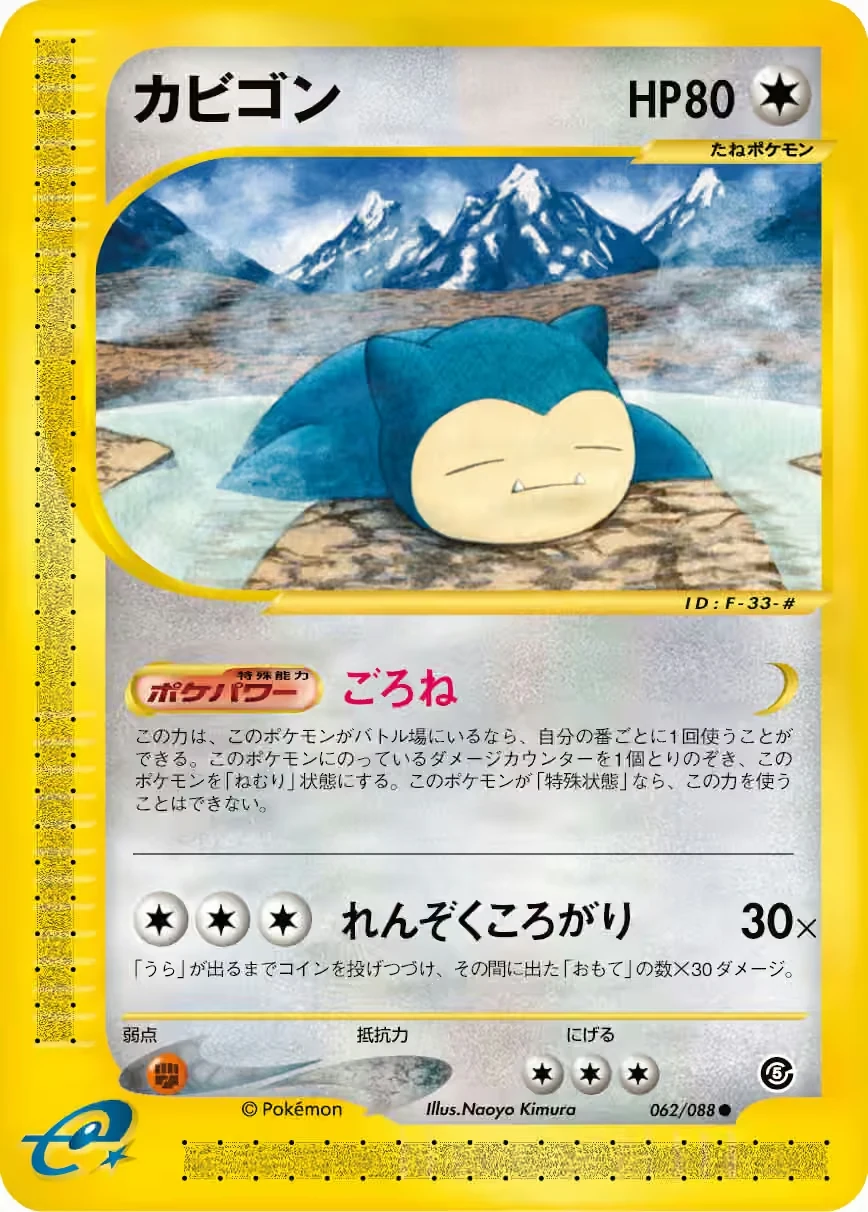 カビゴン
HP80
たねポケモン
ID : F-33-#
特殊能力
ポケパワー
ごろね
この力は、このポケモンがバトル場にいるなら、自分の番ごとに1回使うことが
できる。このポケモンにのっているダメージカウンターを1個とりのぞき、この
ポケモンを「ねむり」状態にする。このポケモンが「特殊状態」なら、この力を使う
ことはできない。
れんぞくころがり 30×
「うら」が出るまでコインを投げつづけ、その間に出た「おもて」の数×30ダメージ。
弱点 抵抗力 にげる
5
© Pokémon Illus.Naoyo Kimura 062/088 ●
e